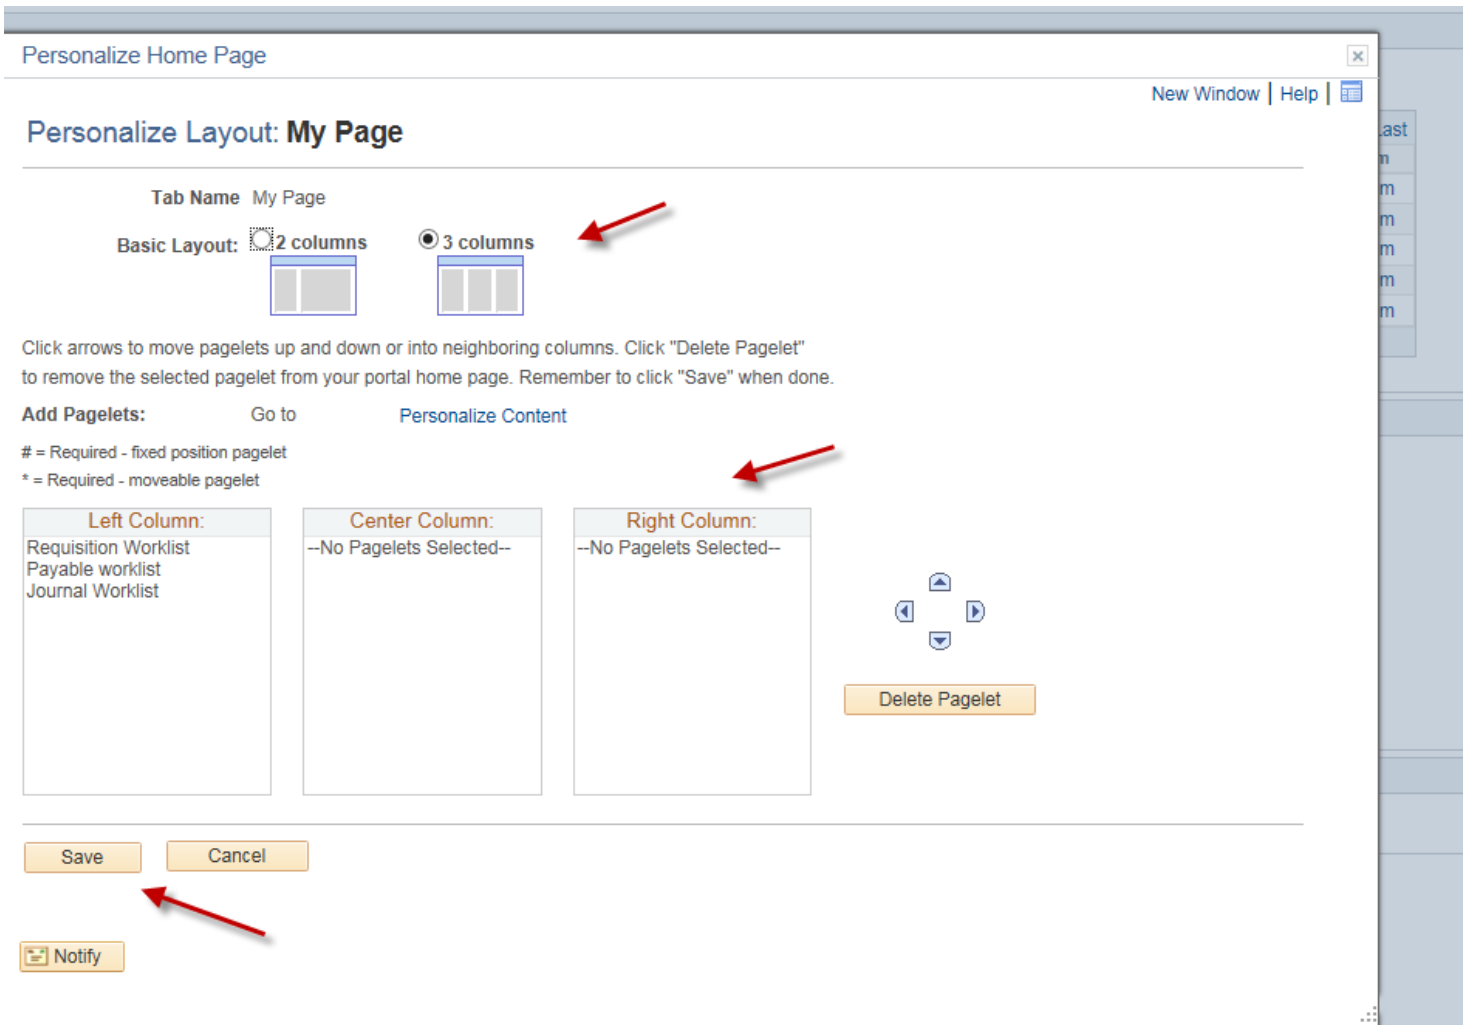 Personalize Home Page
New Window | Help |
Personalize Layout: My Page
Tab Name My Page
Basic Layout: 2 columns 3 columns
Click arrows to move pagelets up and down or into neighboring columns. Click "Delete Pagelet"
to remove the selected pagelet from your portal home page. Remember to click "Save" when done.
Add Pagelets: Go to Personalize Content
# = Required - fixed position pagelet
* = Required - moveable pagelet
Left Column: Center Column: Right Column:
Requisition Worklist --No Pagelets Selected-- --No Pagelets Selected--
Payable worklist
Journal Worklist
Delete Pagelet
Save Cancel
Notify